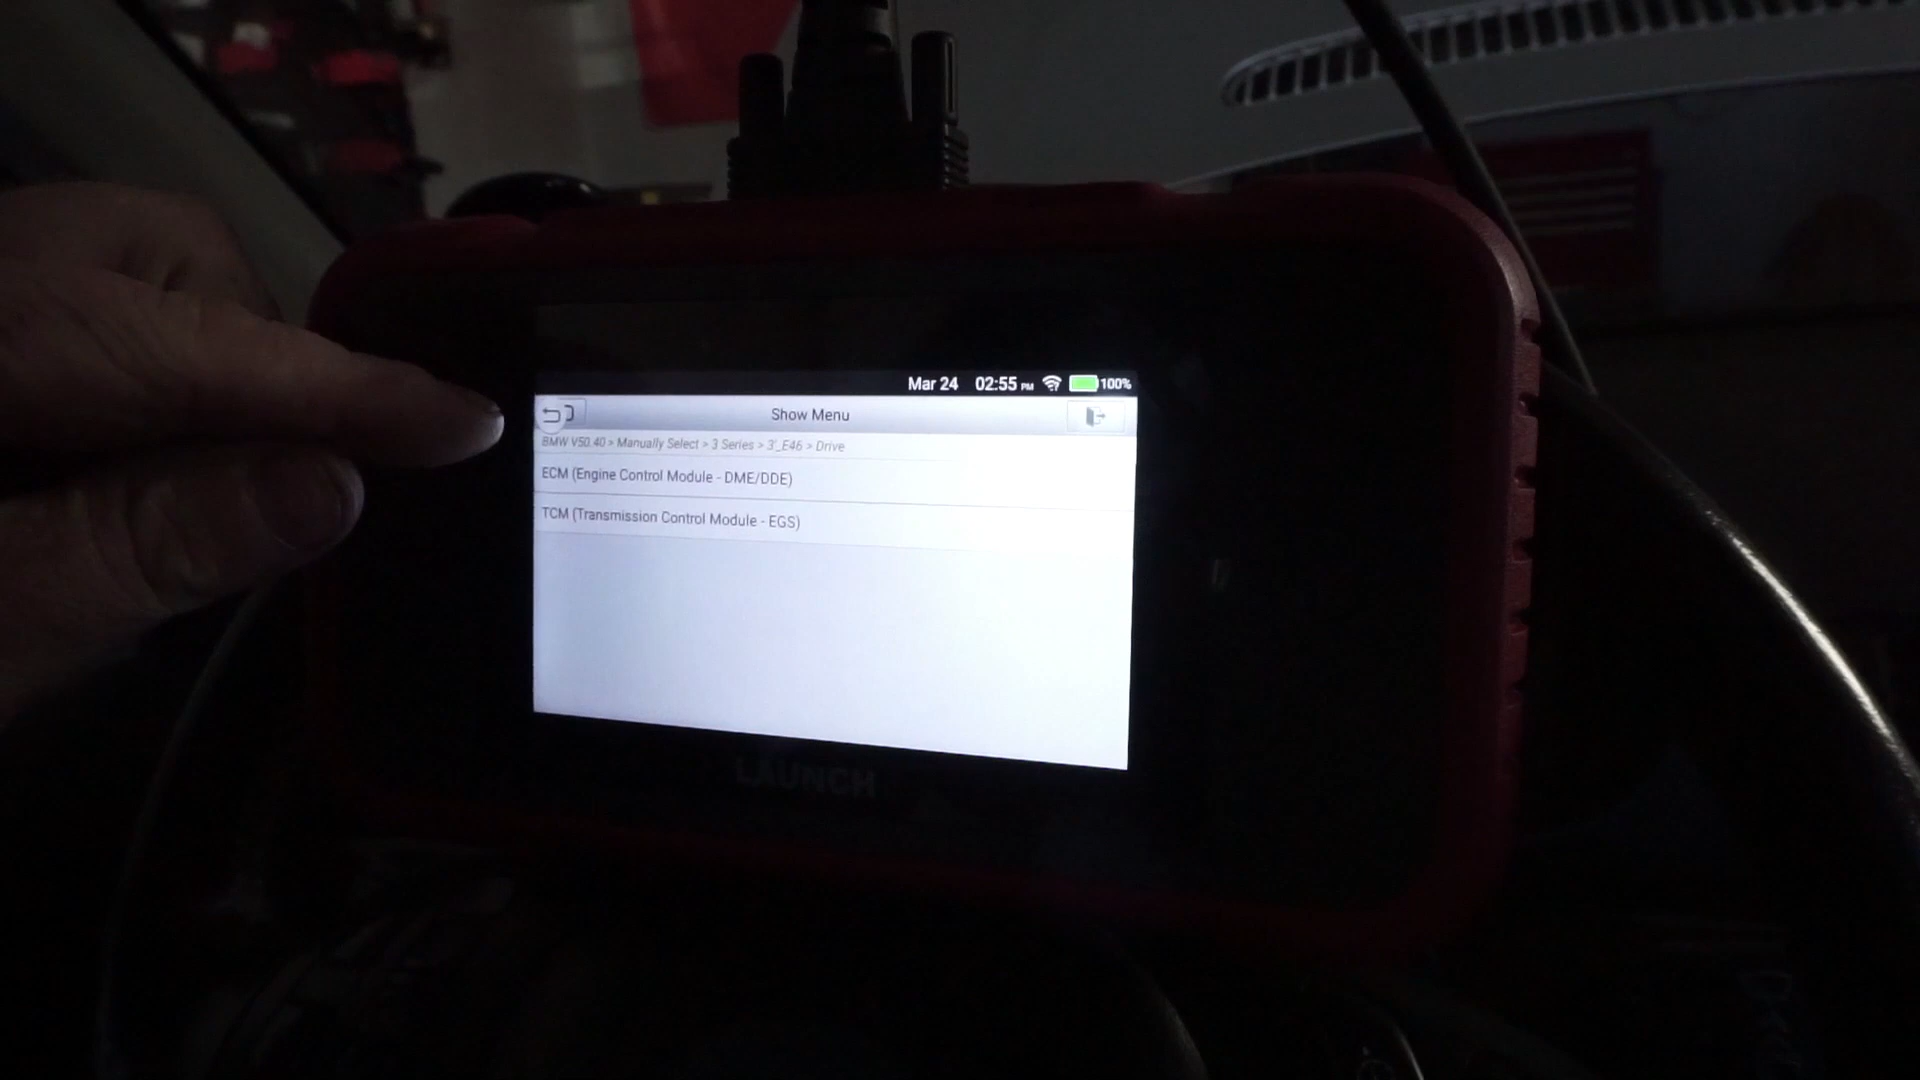 Mar 24 02:55 PM 100%
Show Menu
BMW V50.40 > Manually Select > 3 Series > 3'_E46 > Drive
ECM (Engine Control Module - DME/DDE)
TCM (Transmission Control Module - EGS)
LAUNCH